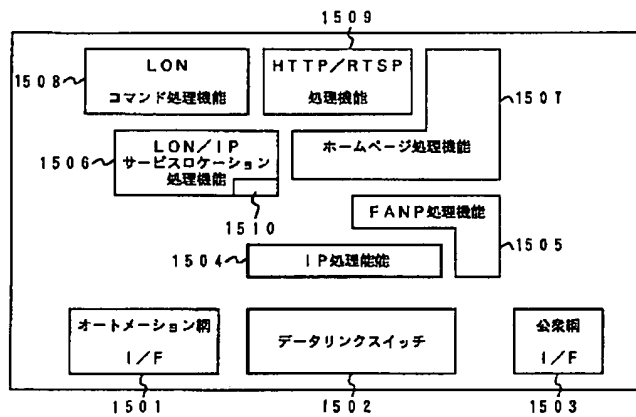 1509
LON
コマンド処理機能
HTTP/RTSP
処理機能
1508
1507
LON/IP
サービスロケーション
処理機能
ホームページ処理機能
1506
1510
FANP処理機能
1504
IP処理能能
1505
オートメーション網
I/F
データリンクスイッチ
公衆網
I/F
1501
1502
1503